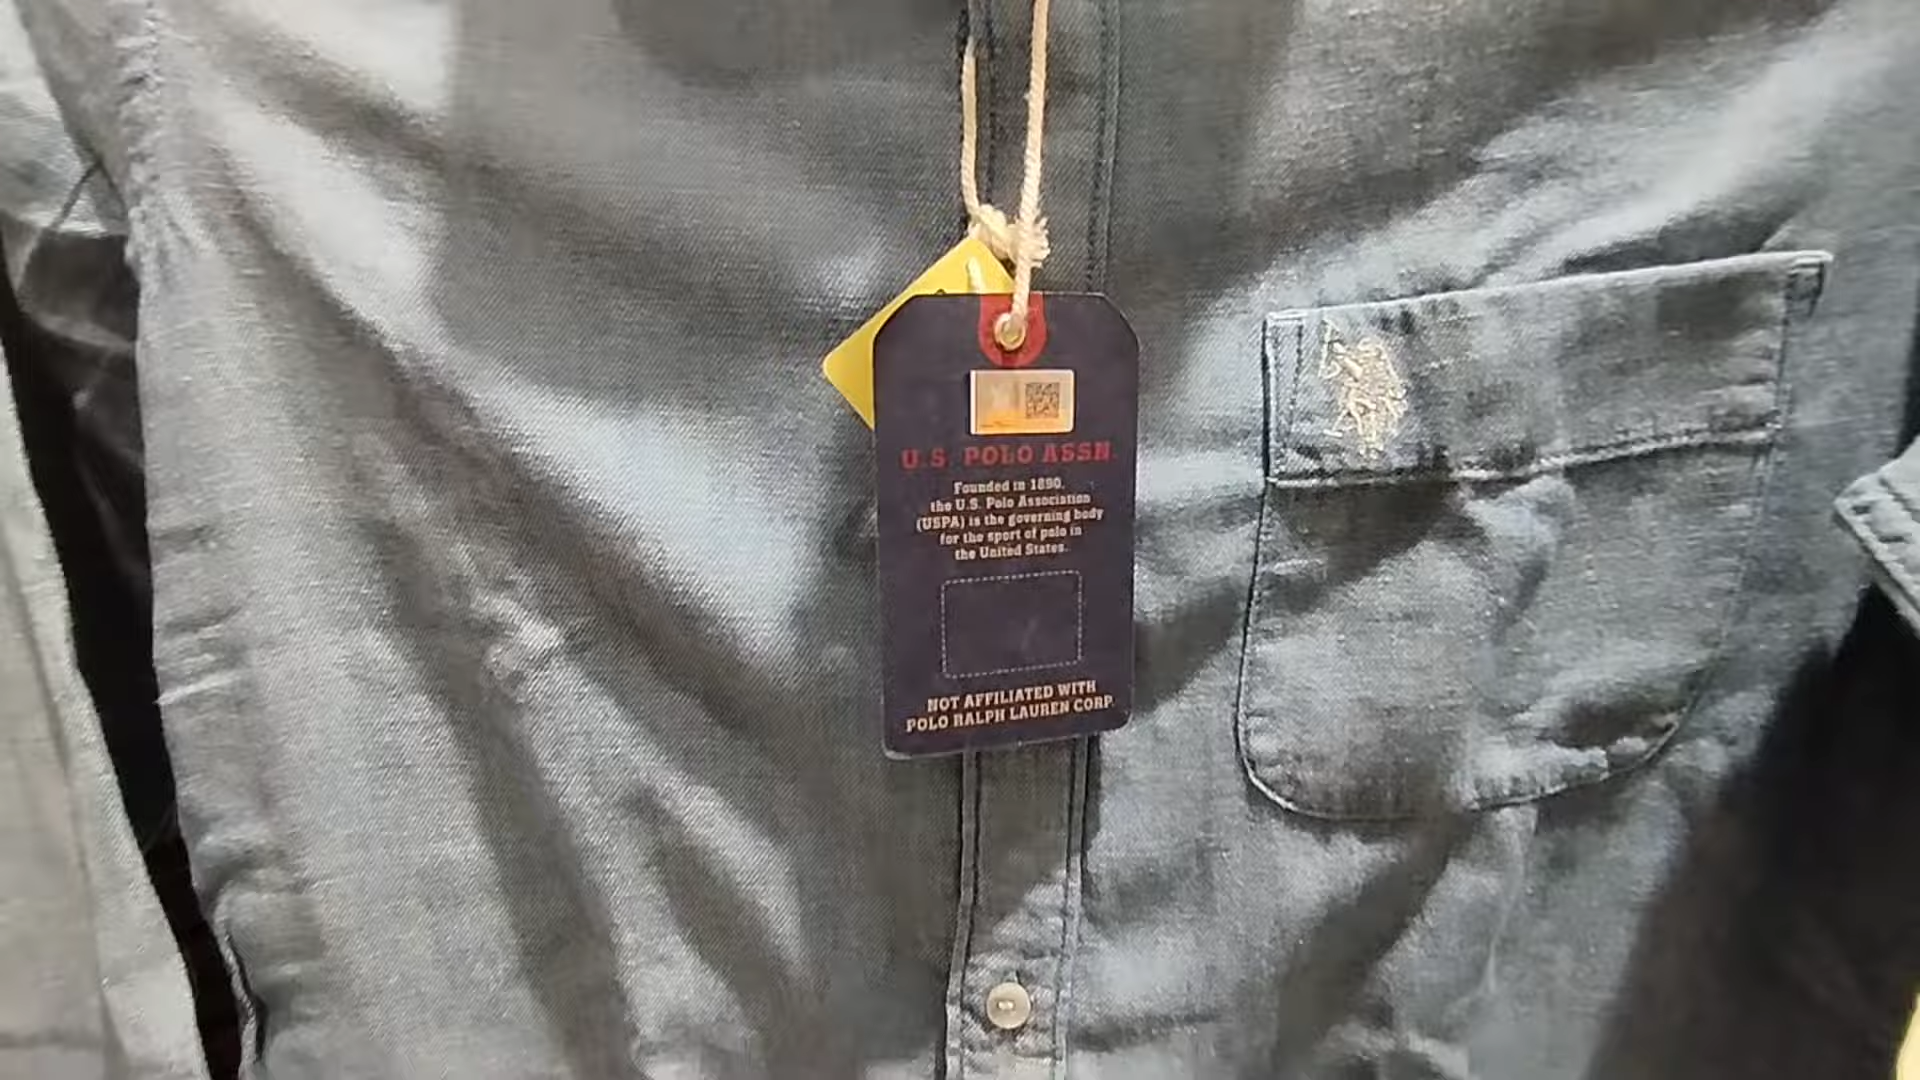 U.S. POLO ASSN.
Founded in 1890,
the U.S. Polo Association
(USPA) is the governing body
for the sport of polo in
the United States.
NOT AFFILIATED WITH
POLO RALPH LAUREN CORP.